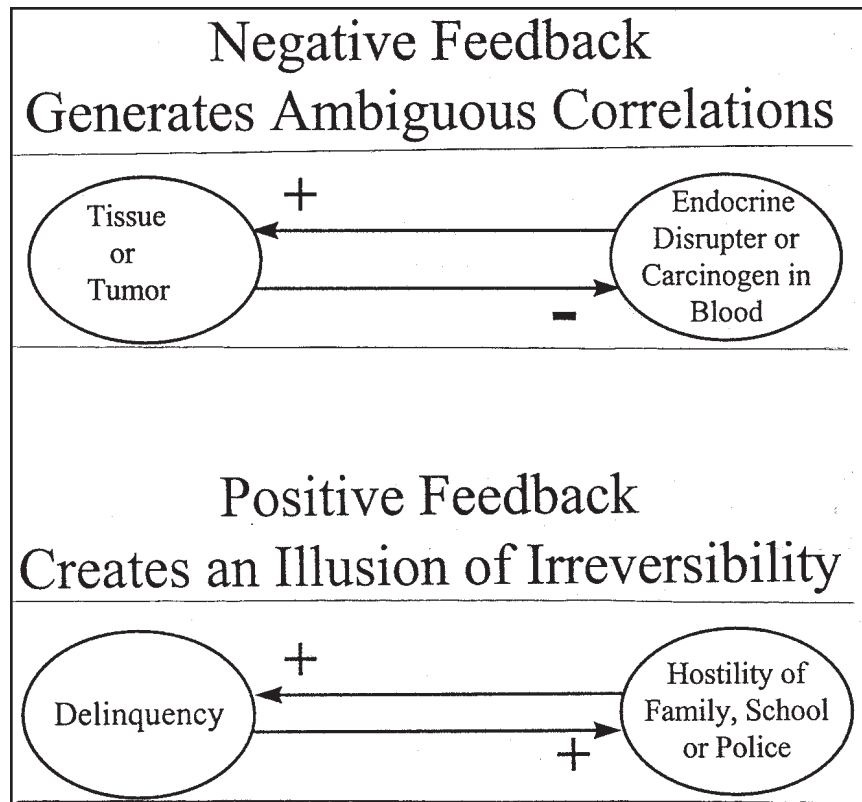 Negative Feedback
Generates Ambiguous Correlations
+
Tissue
or
Tumor
Endocrine
Disrupter or
Carcinogen in
Blood
-
Positive Feedback
Creates an Illusion of Irreversibility
+
Delinquency
Hostility of
Family, School
or Police
+